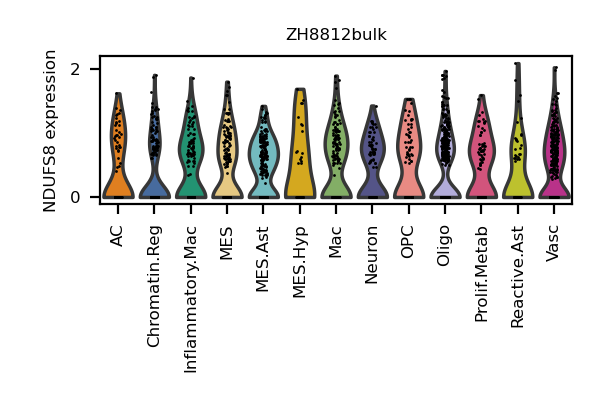 ZH8812bulk
NDUFS8 expression
2
0
AC
Chromatin.Reg
Inflammatory.Mac
MES
MES.Ast
MES.Hyp
Mac
Neuron
OPC
Oligo
Prolif.Metab
Reactive.Ast
Vasc